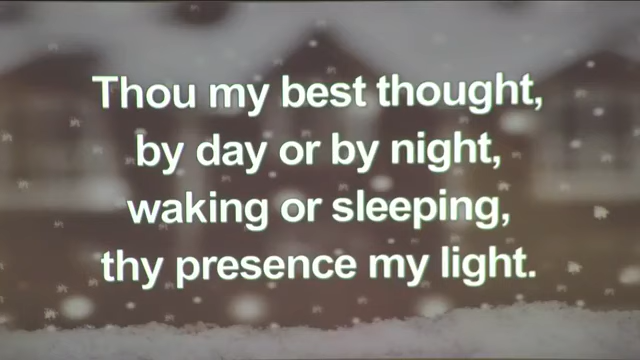 Thou my best thought,
by day or by night,
waking or sleeping,
thy presence my light.